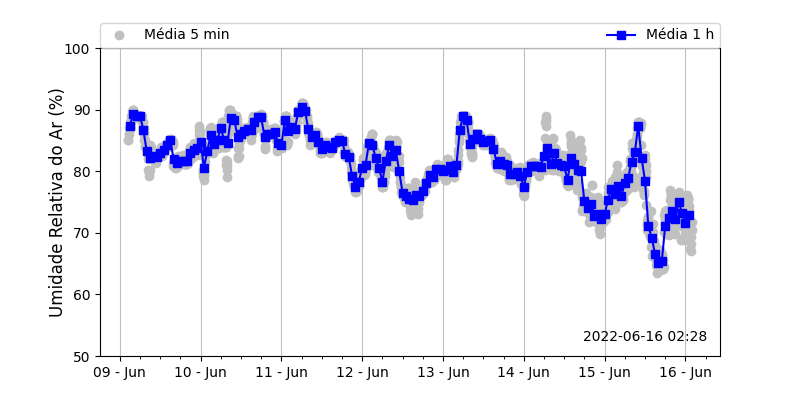 Média 5 min Média 1 h
100
90
80
70
60
50
Umidade Relativa do Ar (%)
2022-06-16 02:28
09 - Jun 10 - Jun 11 - Jun 12 - Jun 13 - Jun 14 - Jun 15 - Jun 16 - Jun